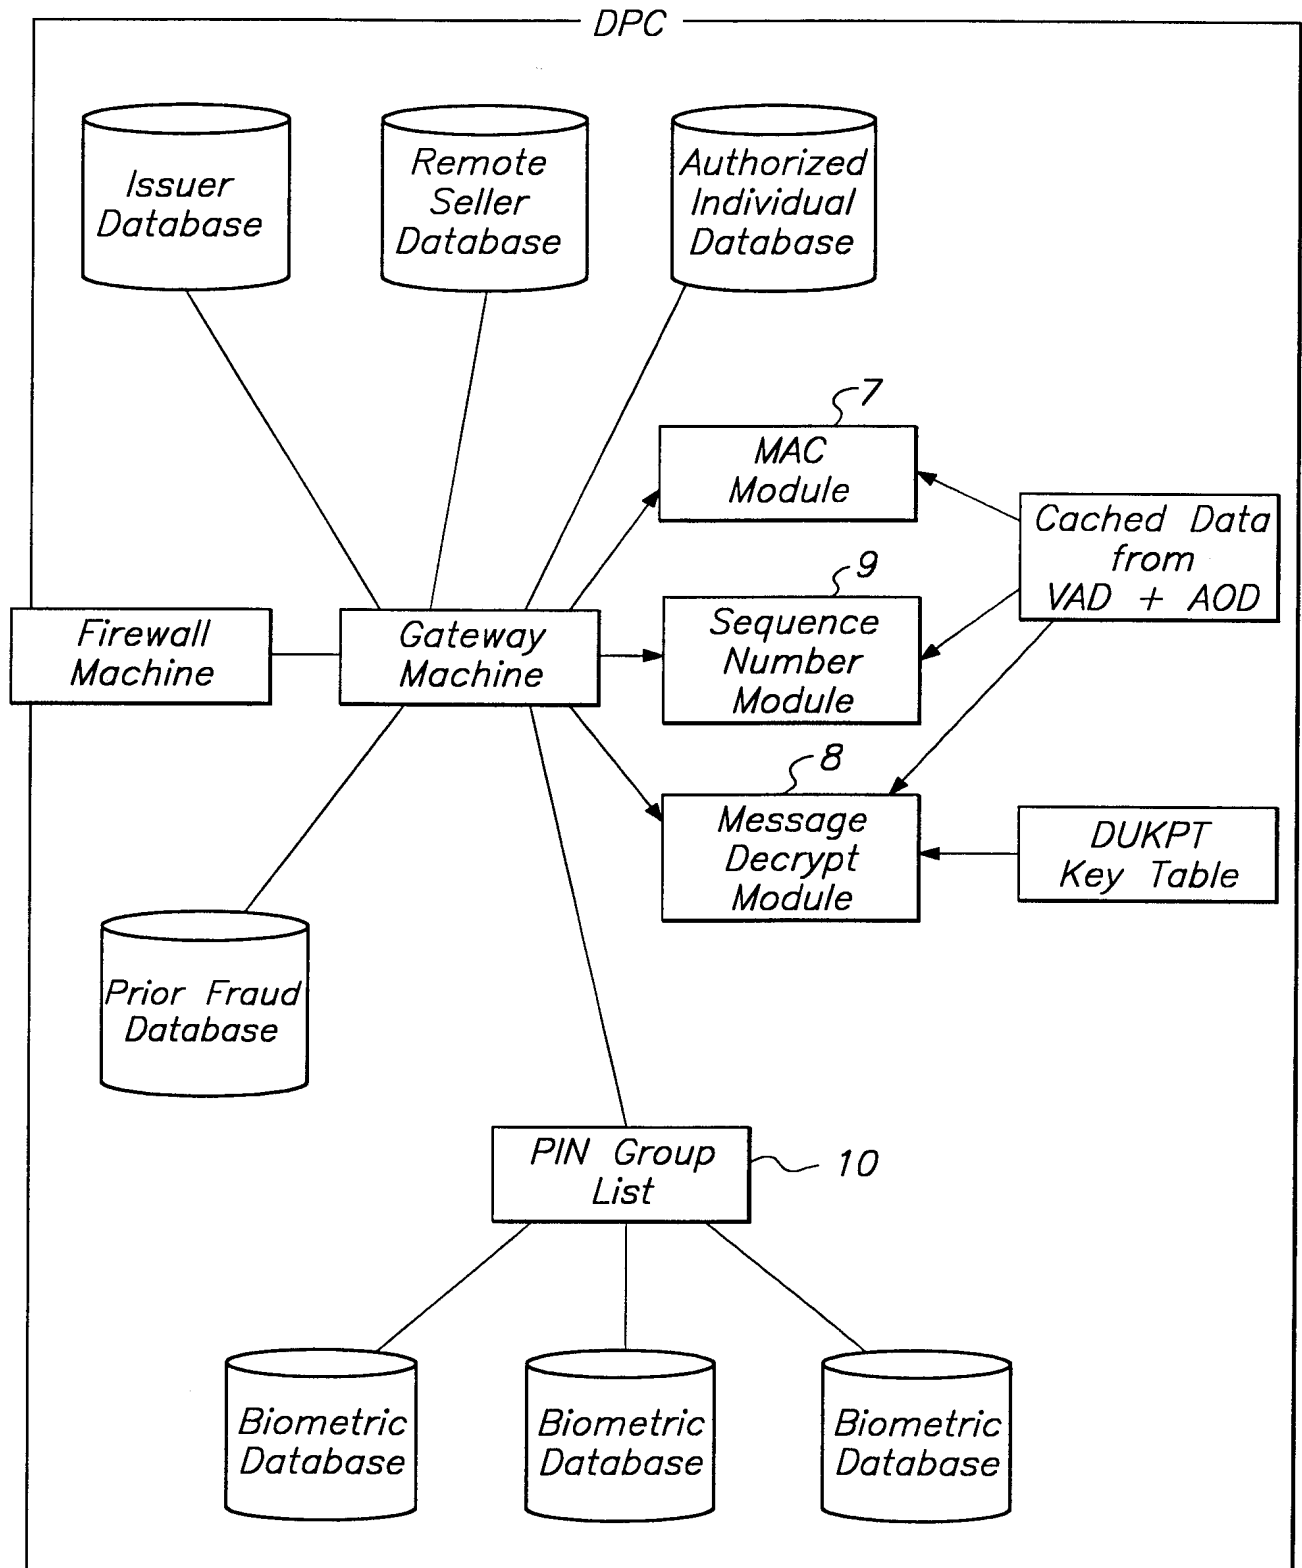 DPC
Issuer
Database
Remote
Seller
Database
Authorized
Individual
Database
7
MAC
Module
Cached Data
from
VAD + AOD
9
Sequence
Number
Module
Firewall
Machine
Gateway
Machine
8
Message
Decrypt
Module
DUKPT
Key Table
Prior Fraud
Database
PIN Group
List
10
Biometric
Database
Biometric
Database
Biometric
Database